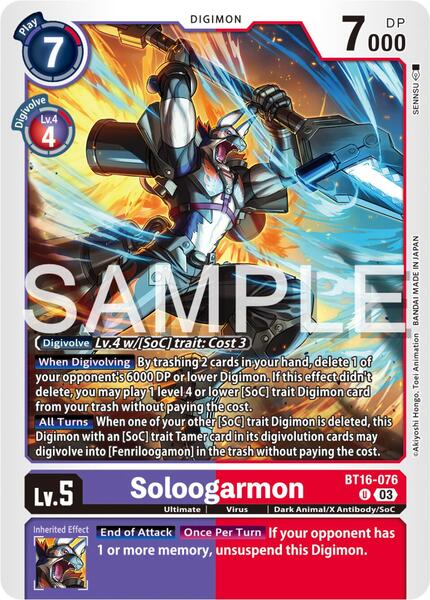 Play
7
DIGIMON
7000
DP
Digivolve
Lv.4
4
SENNSU
©Akiyoshi Hongo, Toei Animation BANDAI MADE IN JAPAN
SAMPLE
Digivolve Lv.4 w/[SoC] trait: Cost 3
When Digivolving By trashing 2 cards in your hand, delete 1 of
your opponent's 6000 DP or lower Digimon. If this effect didn't
delete, you may play 1 level 4 or lower [SoC] trait Digimon card
from your trash without paying the cost.
All Turns When one of your other [SoC] trait Digimon is deleted, this
Digimon with an [SoC] trait Tamer card in its digivolution cards may
digivolve into [Fenriloogamon] in the trash without paying the cost.
Lv.5
Soloogarmon
BT16-076
U 03
Ultimate | Virus | Dark Animal/X Antibody/SoC
Inherited Effect
End of Attack Once Per Turn If your opponent has
1 or more memory, unsuspend this Digimon.